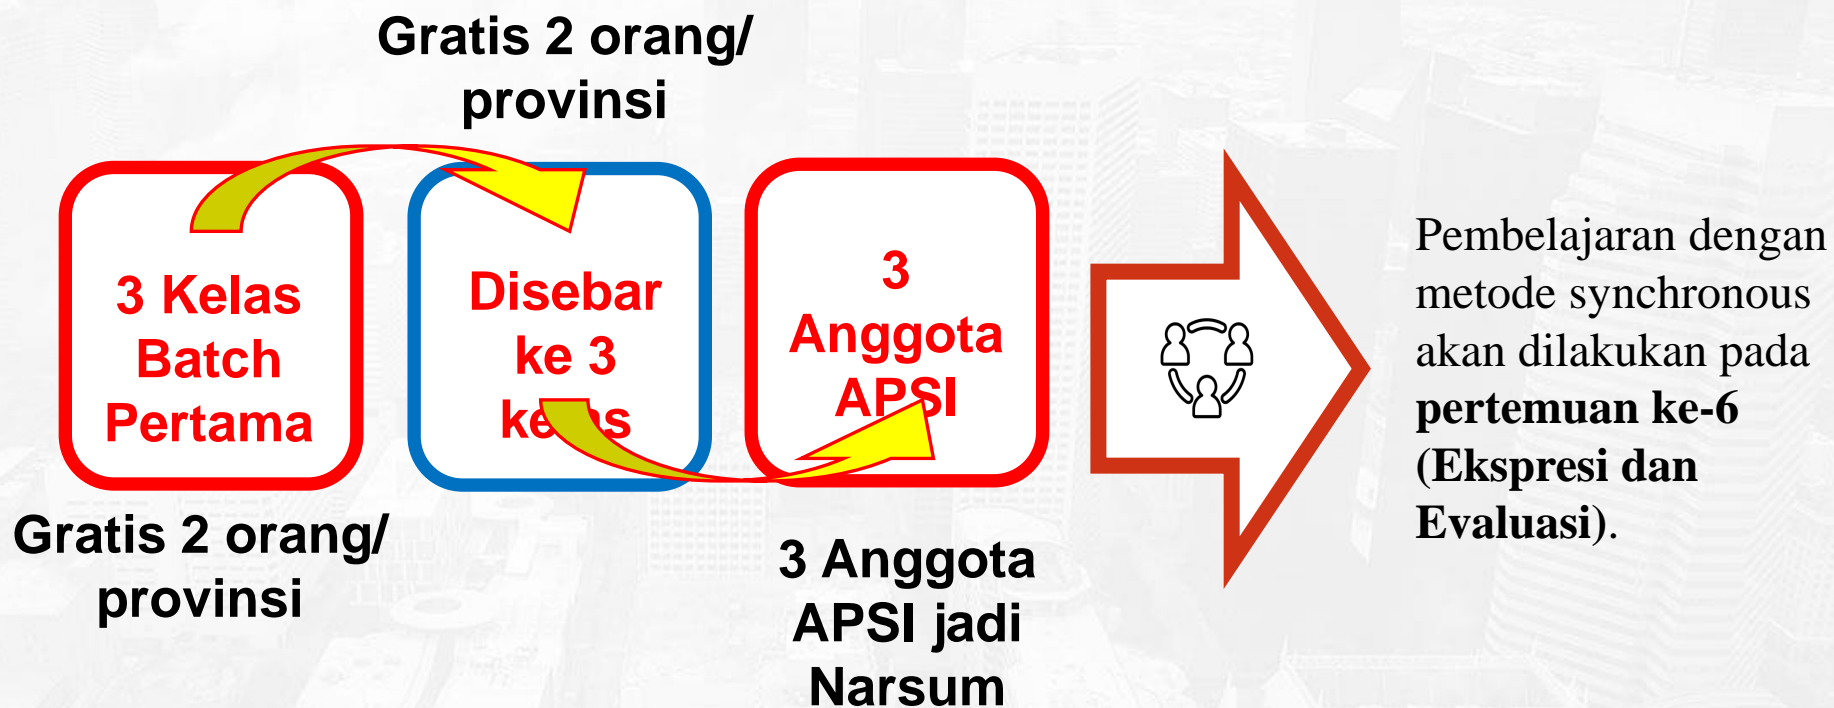 Gratis 2 orang/
provinsi
3 Kelas
Batch
Pertama
Disebar
ke 3
kelas
3
Anggota
APSI
Gratis 2 orang/
provinsi
3 Anggota
APSI jadi
Narsum
Pembelajaran dengan
metode synchronous
akan dilakukan pada
pertemuan ke-6
(Ekspresi dan
Evaluasi).